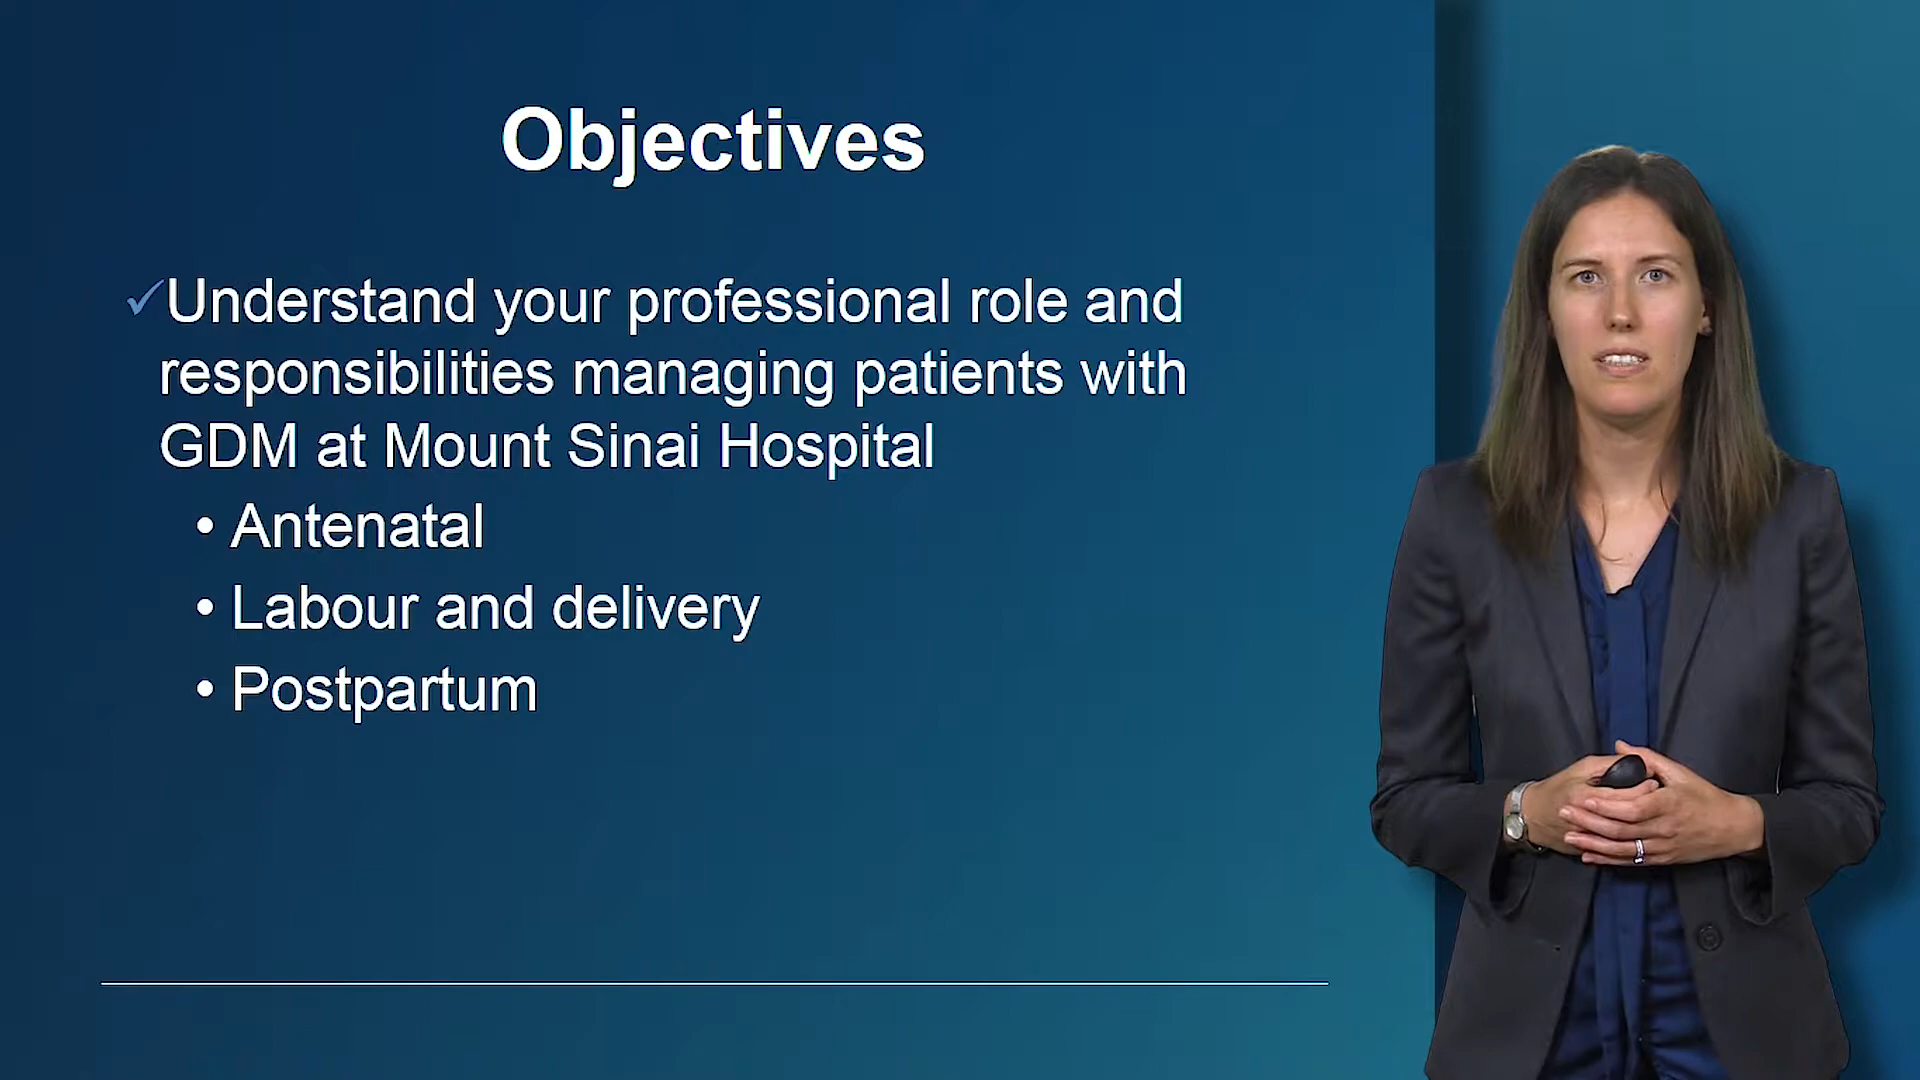 Objectives
✓Understand your professional role and
responsibilities managing patients with
GDM at Mount Sinai Hospital
• Antenatal
• Labour and delivery
• Postpartum